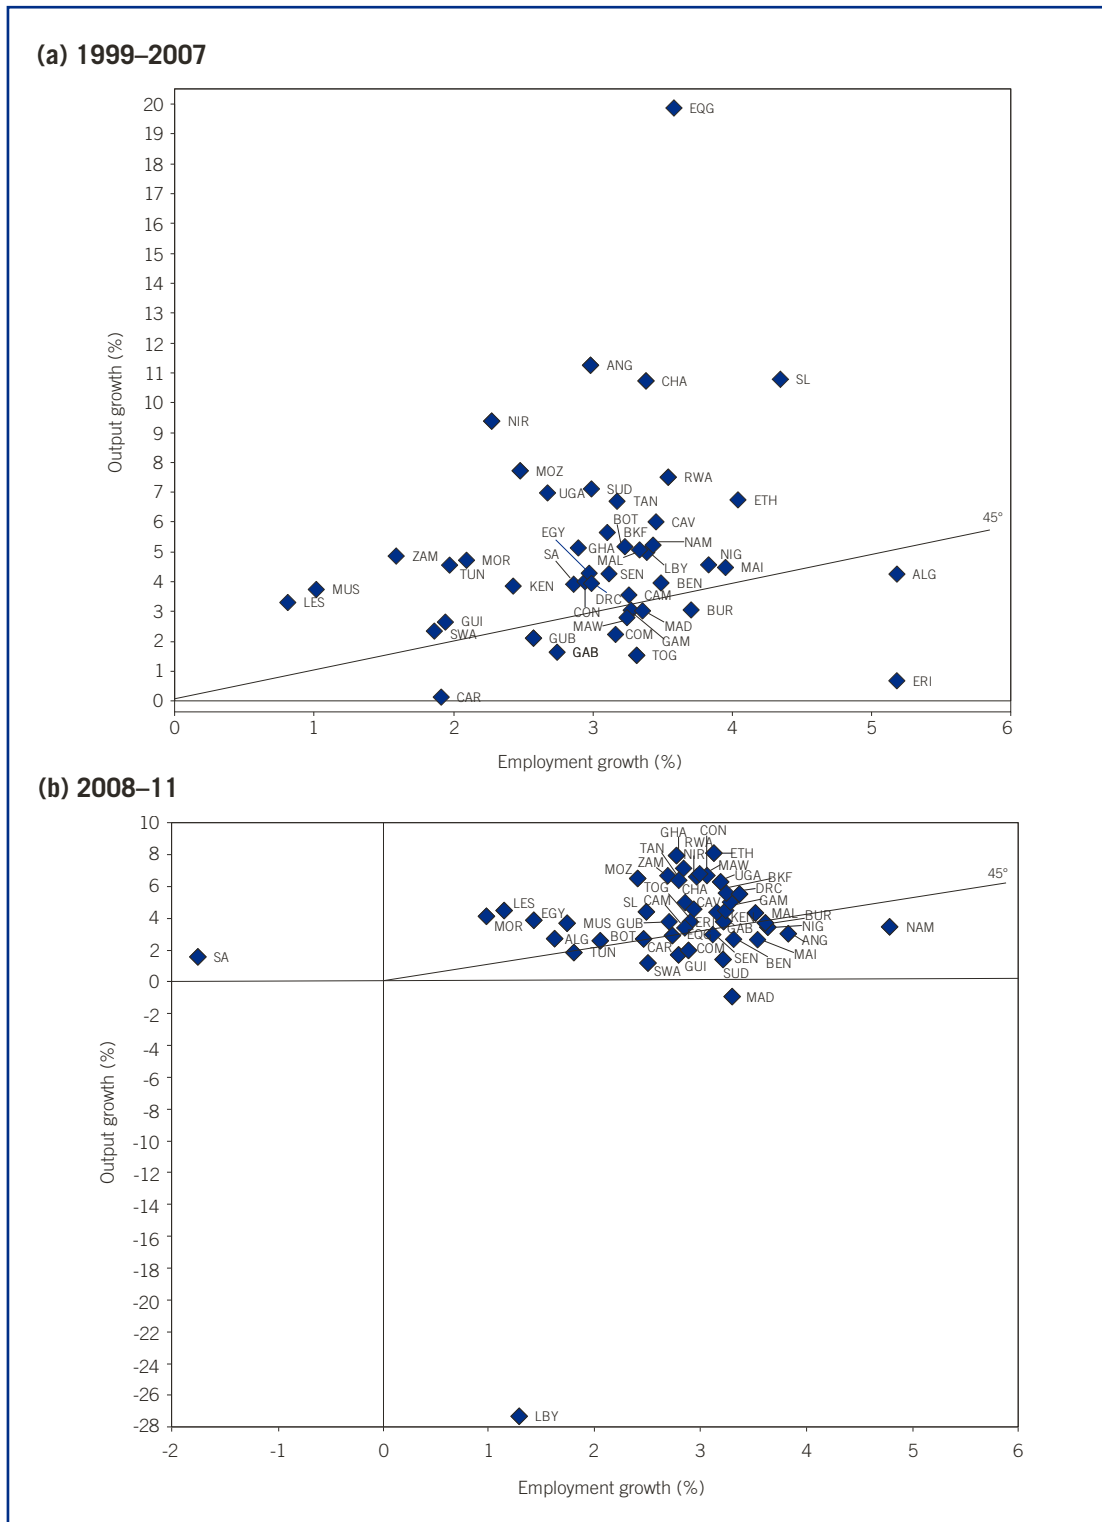 (a) 1999–2007
20
19
18
17
16
15
14
13
12
11
10
9
8
7
6
5
4
3
2
1
0
Output growth (%)
EQG
ANG
CHA
SL
NIR
MOZ
RWA
UGA
SUD
TAN
ETH
BOT
CAV
45°
EGY
BKF
NAM
SA
GHA
MAL
NIG
ZAM
MOR
LBY
MAI
TUN
SEN
ALG
KEN
BEN
MUS
DRC
CAM
LES
CON
BUR
GUI
MAW
MAD
SWA
GUB
COM
GAM
GAB
TOG
ERI
CAR
0 1 2 3 4 5 6
Employment growth (%)
(b) 2008–11
10
8
6
4
2
0
-2
-4
-6
-8
-10
-12
-14
-16
-18
-20
-22
-24
-26
-28
Output growth (%)
GHA
CON
RWA
TAN
NIR
ETH
ZAM
MAW
MOZ
UGA
BKF
45°
TOG
CHA
DRC
SL
CAM
CAV
GAM
LES
EGY
KEN
MAL
BUR
MOR
MUS
GUB
ERI
GAB
NIG
NAM
ALG
BOT
EQG
ANG
TUN
CAR
COM
SA
SEN
MAI
SWA
GUI
BEN
SUD
MAD
LBY
-2 -1 0 1 2 3 4 5 6
Employment growth (%)